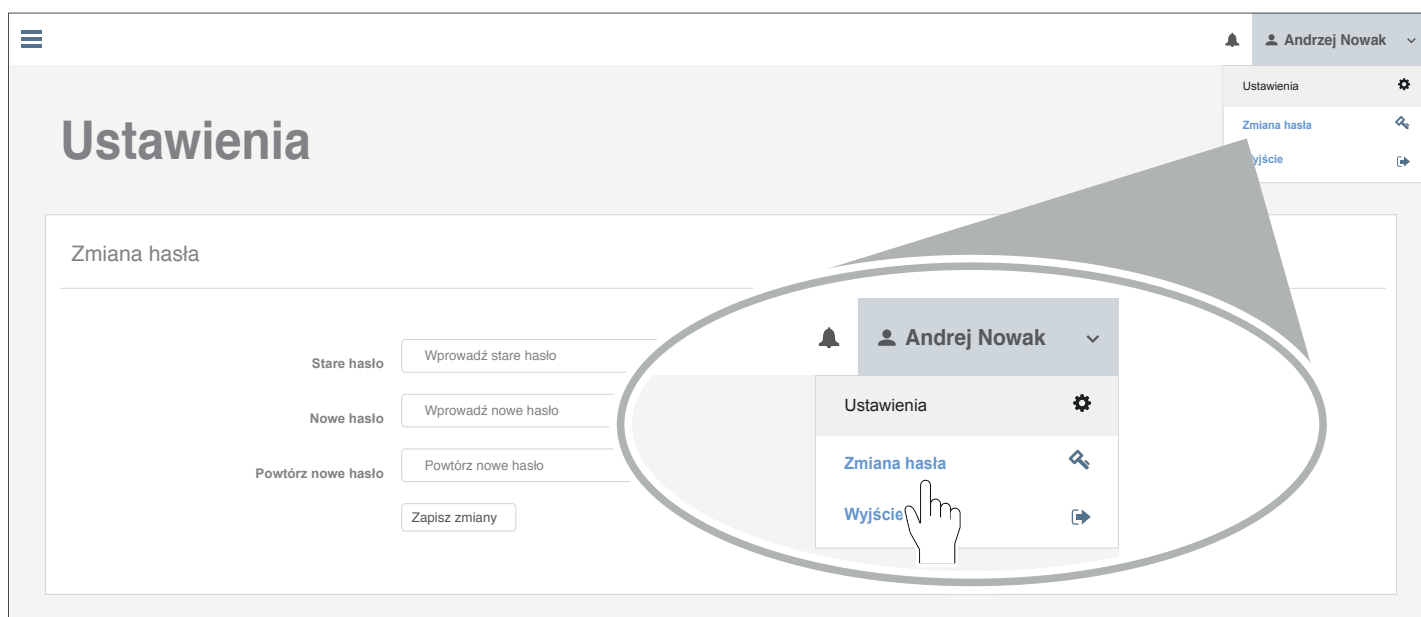 Andrzej Nowak
Ustawienia
Zmiana hasła
yjście
Ustawienia
Zmiana hasła
Stare hasło Wprowadź stare hasło
Nowe hasło Wprowadź nowe hasło
Powtórz nowe hasło Powtórz nowe hasło
Zapisz zmiany
Andrej Nowak
Ustawienia
Zmiana hasła
Wyjście